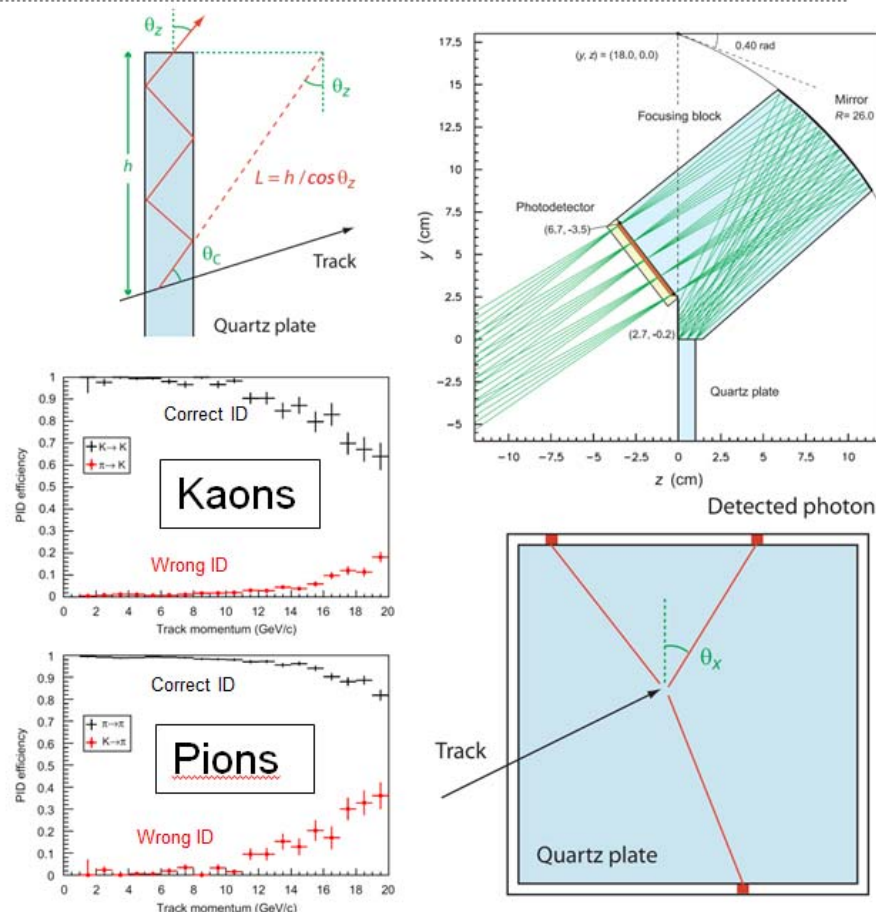 θz
θz
h
L = h / cos θz
θC
Track
Quartz plate
17.5
15
12.5
10
7.5
5
2.5
0
−5
y (cm)
(y, z) = (18.0, 0.0)
0.40 rad
Mirror
R= 26.0
Focusing block
Photodetector
(6.7, -3.5)
(2.7, -0.2)
Quartz plate
−10
−7.5
−5
−2.5
0
2.5
5
7.5
10
z (cm)
1
0.9
0.8
0.7
0.6
0.5
0.4
0.3
0.2
0.1
0
PID efficiency
Correct ID
K→ K
π→ K
Kaons
Wrong ID
0 2 4 6 8 10 12 14 16 18 20
Track momentum (GeV/c)
1
0.9
0.8
0.7
0.6
0.5
0.4
0.3
0.2
0.1
0
PID efficiency
Correct ID
π→π
K→π
Pions
Wrong ID
0 2 4 6 8 10 12 14 16 18 20
Track momentum (GeV/c)
Detected photon
θx
Track
Quartz plate